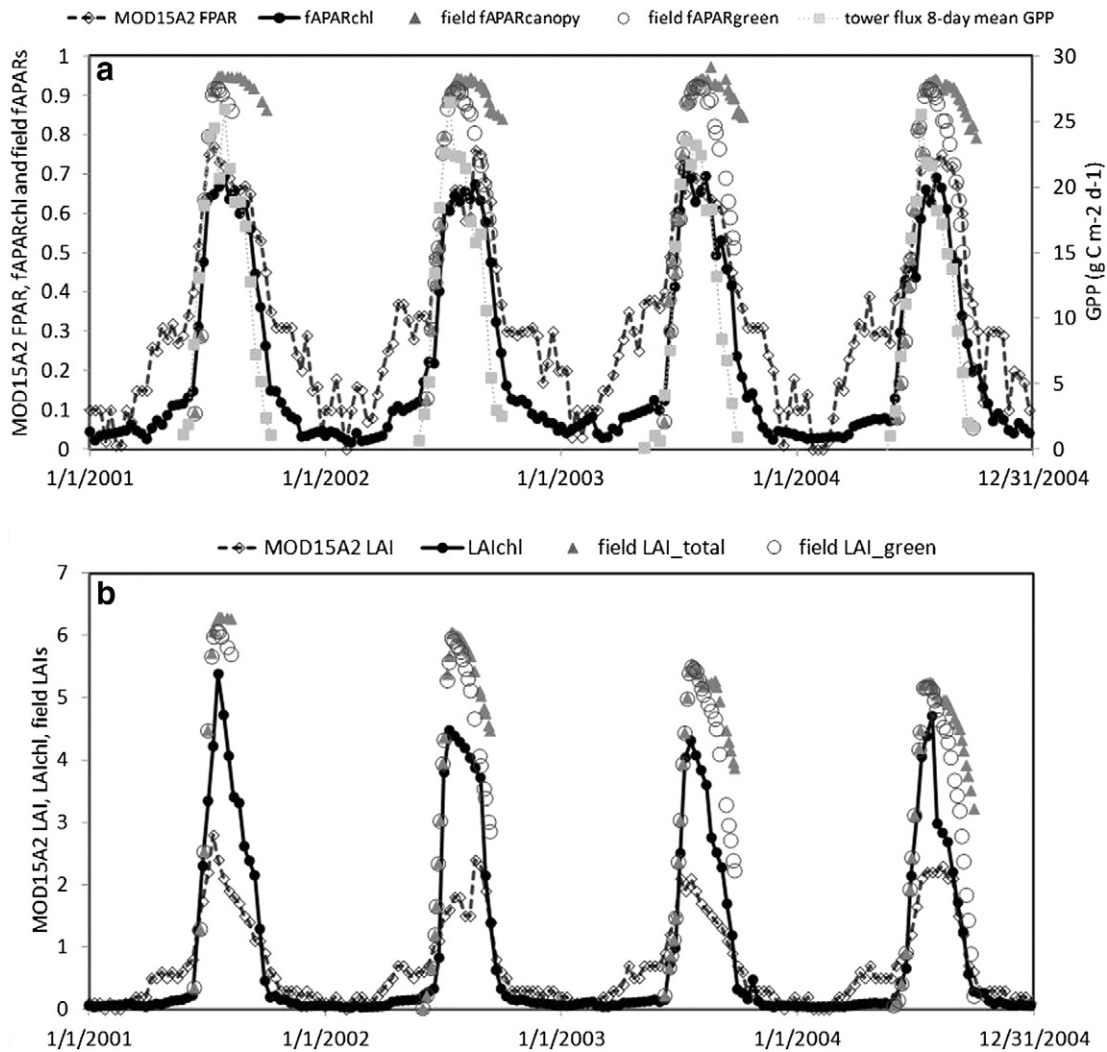 MOD15A2 FPAR fAPARchl field fAPARcanopy field fAPARgreen tower flux 8-day mean GPP
a
MOD15A2 FPAR, fAPARchl and field fAPARs
1
0.9
0.8
0.7
0.6
0.5
0.4
0.3
0.2
0.1
0
30
25
20
15
10
5
0
GPP (g C m-2 d-1)
1/1/2001 1/1/2002 1/1/2003 1/1/2004 12/31/2004
MOD15A2 LAI LAIchl field LAI_total field LAI_green
b
MOD15A2 LAI, LAIchl, field LAIs
7
6
5
4
3
2
1
0
1/1/2001 1/1/2002 1/1/2003 1/1/2004 12/31/2004